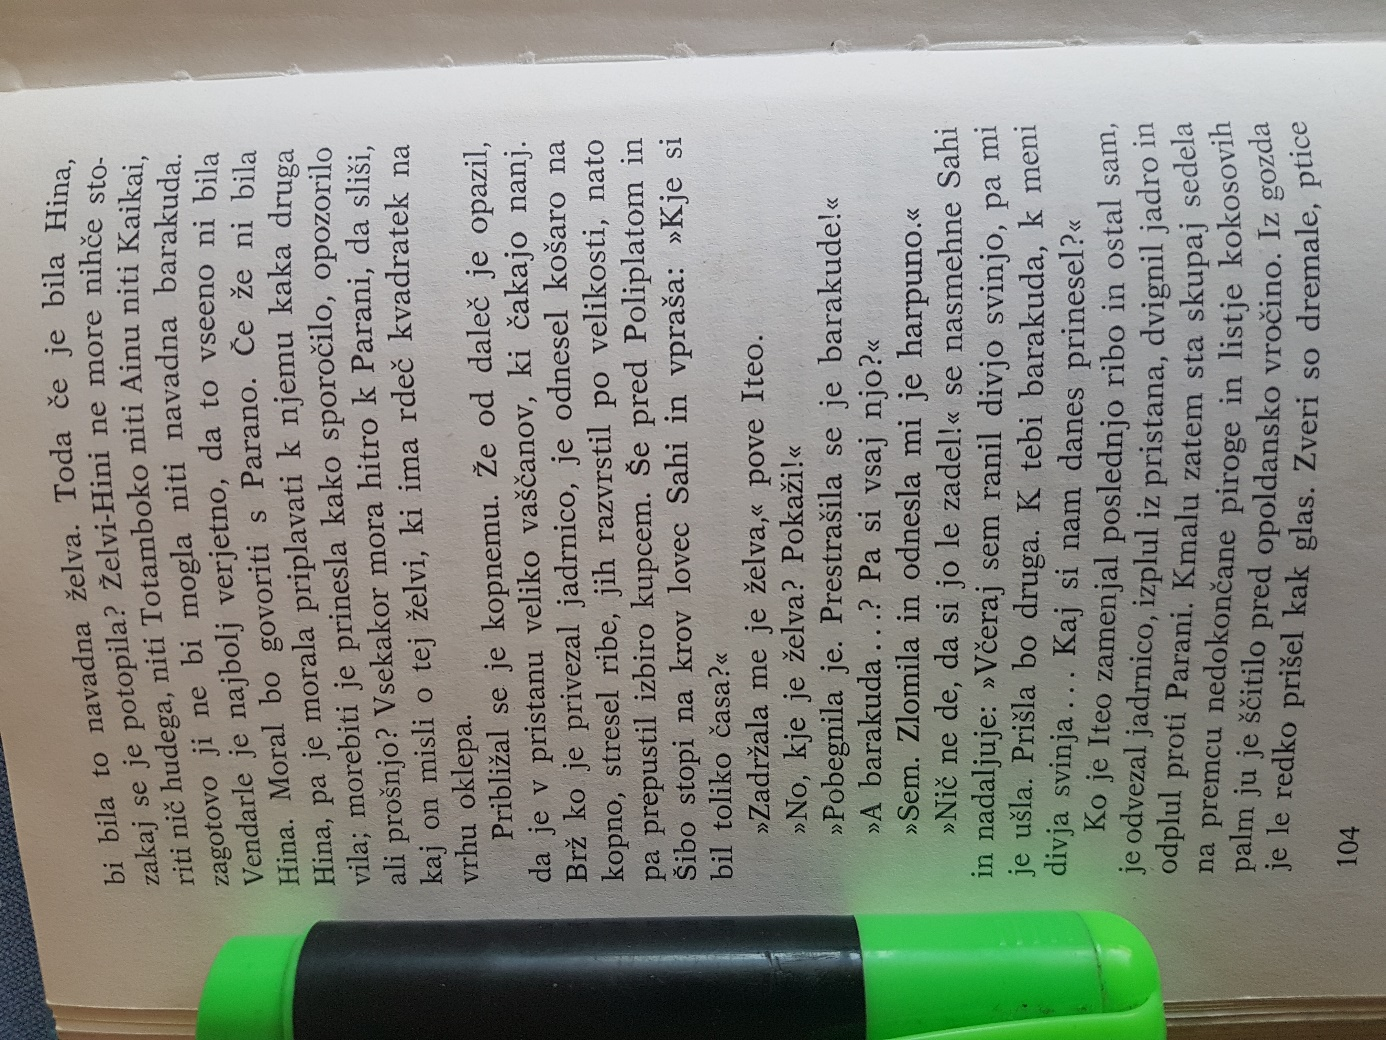 bi bila to navadna želva. Toda če je bila Hina,
zakaj se je potopila? Želvi-Hini ne more nihče sto-
riti nič hudega, niti Totamboko niti Ainu niti Kaikai,
zagotovo ji ne bi mogla niti navadna barakuda.
Vendarle je najbolj verjetno, da to vseeno ni bila
Hina. Moral bo govoriti s Parano. Če že ni bila
Hina, pa je morala priplavati k njemu kaka druga
vila; morebiti je prinesla kako sporočilo, opozorilo
ali prošnjo? Vsekakor mora hitro k Parani, da sliši,
kaj on misli o tej želvi, ki ima rdeč kvadratek na
vrhu oklepa.
Približal se je kopnemu. Že od daleč je opazil,
da je v pristanu veliko vaščanov, ki čakajo nanj.
Brž ko je privezal jadrnico, je odnesel košaro na
kopno, stresel ribe, jih razvrstil po velikosti, nato
pa prepustil izbiro kupcem. Še pred Poliplatom in
Šibo stopi na krov lovec Sahi in vpraša: »Kje si
bil toliko časa?«
»Zadržala me je želva,« pove Iteo.
»No, kje je želva? Pokaži!«
»Pobegnila je. Prestrašila se je barakude!«
»A barakuda...? Pa si vsaj njo?«
»Sem. Zlomila in odnesla mi je harpuno.«
»Nič ne de, da si jo le zadel!« se nasmehne Sahi
in nadaljuje: »Včeraj sem ranil divjo svinjo, pa mi
je ušla. Prišla bo druga. K tebi barakuda, k meni
divja svinja... Kaj si nam danes prinesel?«
Ko je Iteo zamenjal poslednjo ribo in ostal sam,
je odvezal jadrnico, izplul iz pristana, dvignil jadro in
odplul proti Parani. Kmalu zatem sta skupaj sedela
na premcu nedokončane piroge in listje kokosovih
palm ju je ščitilo pred opoldansko vročino. Iz gozda
je le redko prišel kak glas. Zveri so dremale, ptice
104